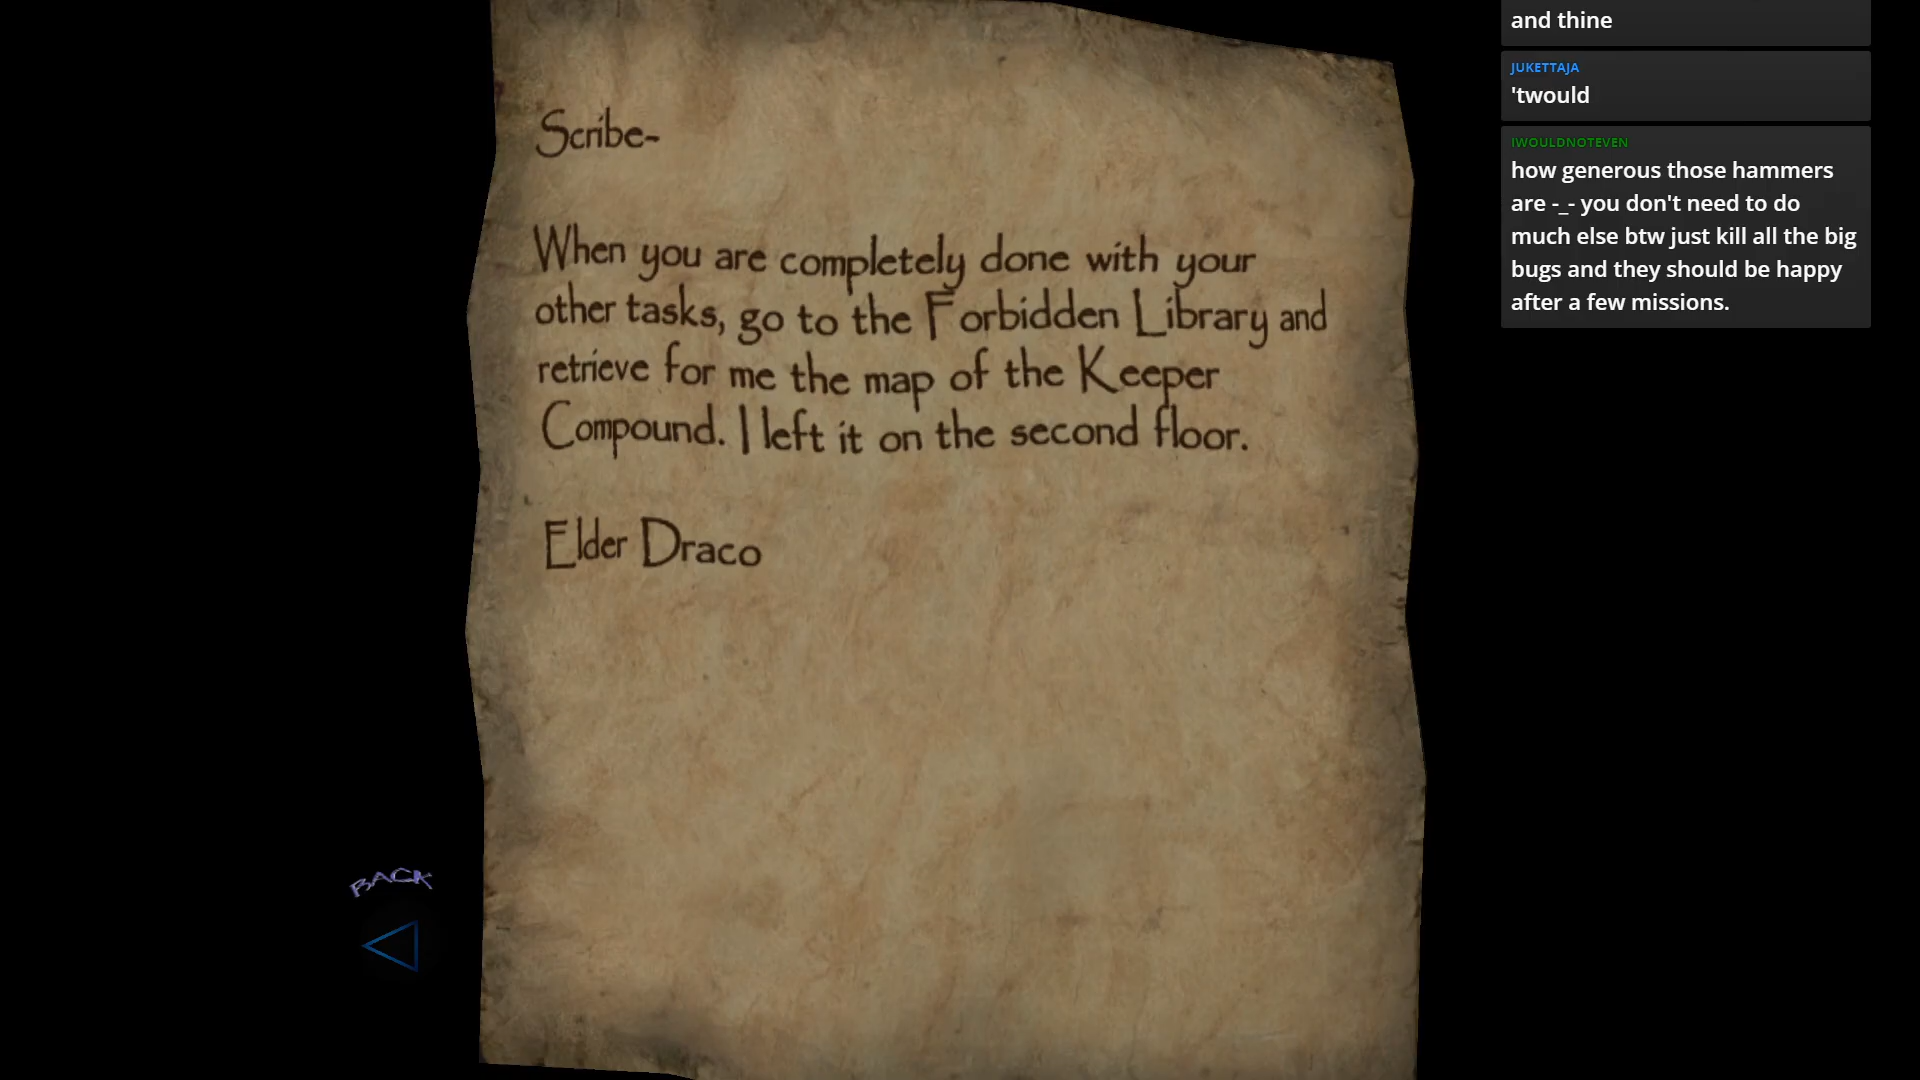 Scribe-
When you are completely done with your
other tasks, go to the Forbidden Library and
retrieve for me the map of the Keeper
Compound. I left it on the second floor.
Elder Draco
BACK
and thine
JUKETTAJA
'twould
IWOULDNOTEVEN
how generous those hammers
are -_- you don't need to do
much else btw just kill all the big
bugs and they should be happy
after a few missions.